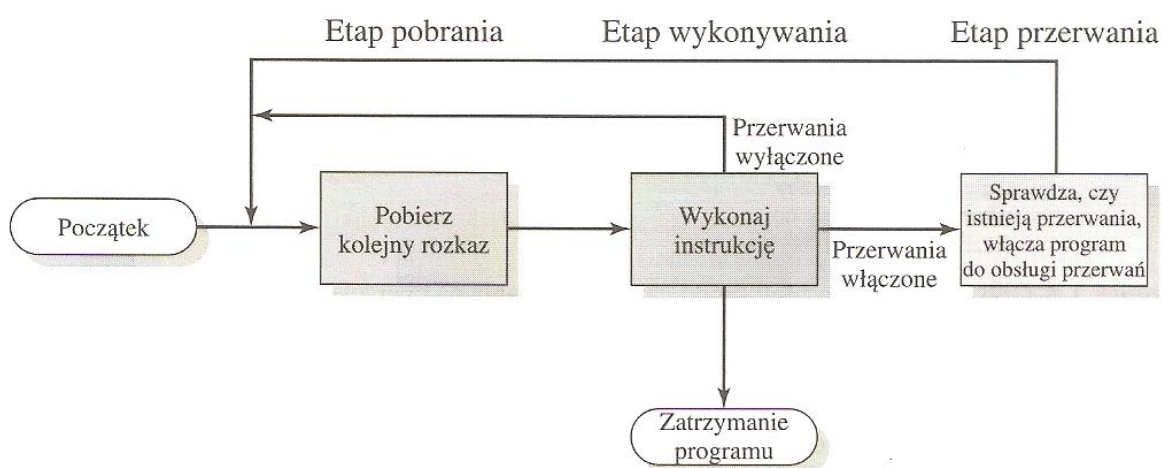 Etap pobrania
Etap wykonywania
Etap przerwania
Przerwania
wyłączone
Początek
Pobierz
kolejny rozkaz
Wykonaj
instrukcję
Przerwania
włączone
Sprawdza, czy
istnieją przerwania,
włącza program
do obsługi przerwań
Zatrzymanie
programu